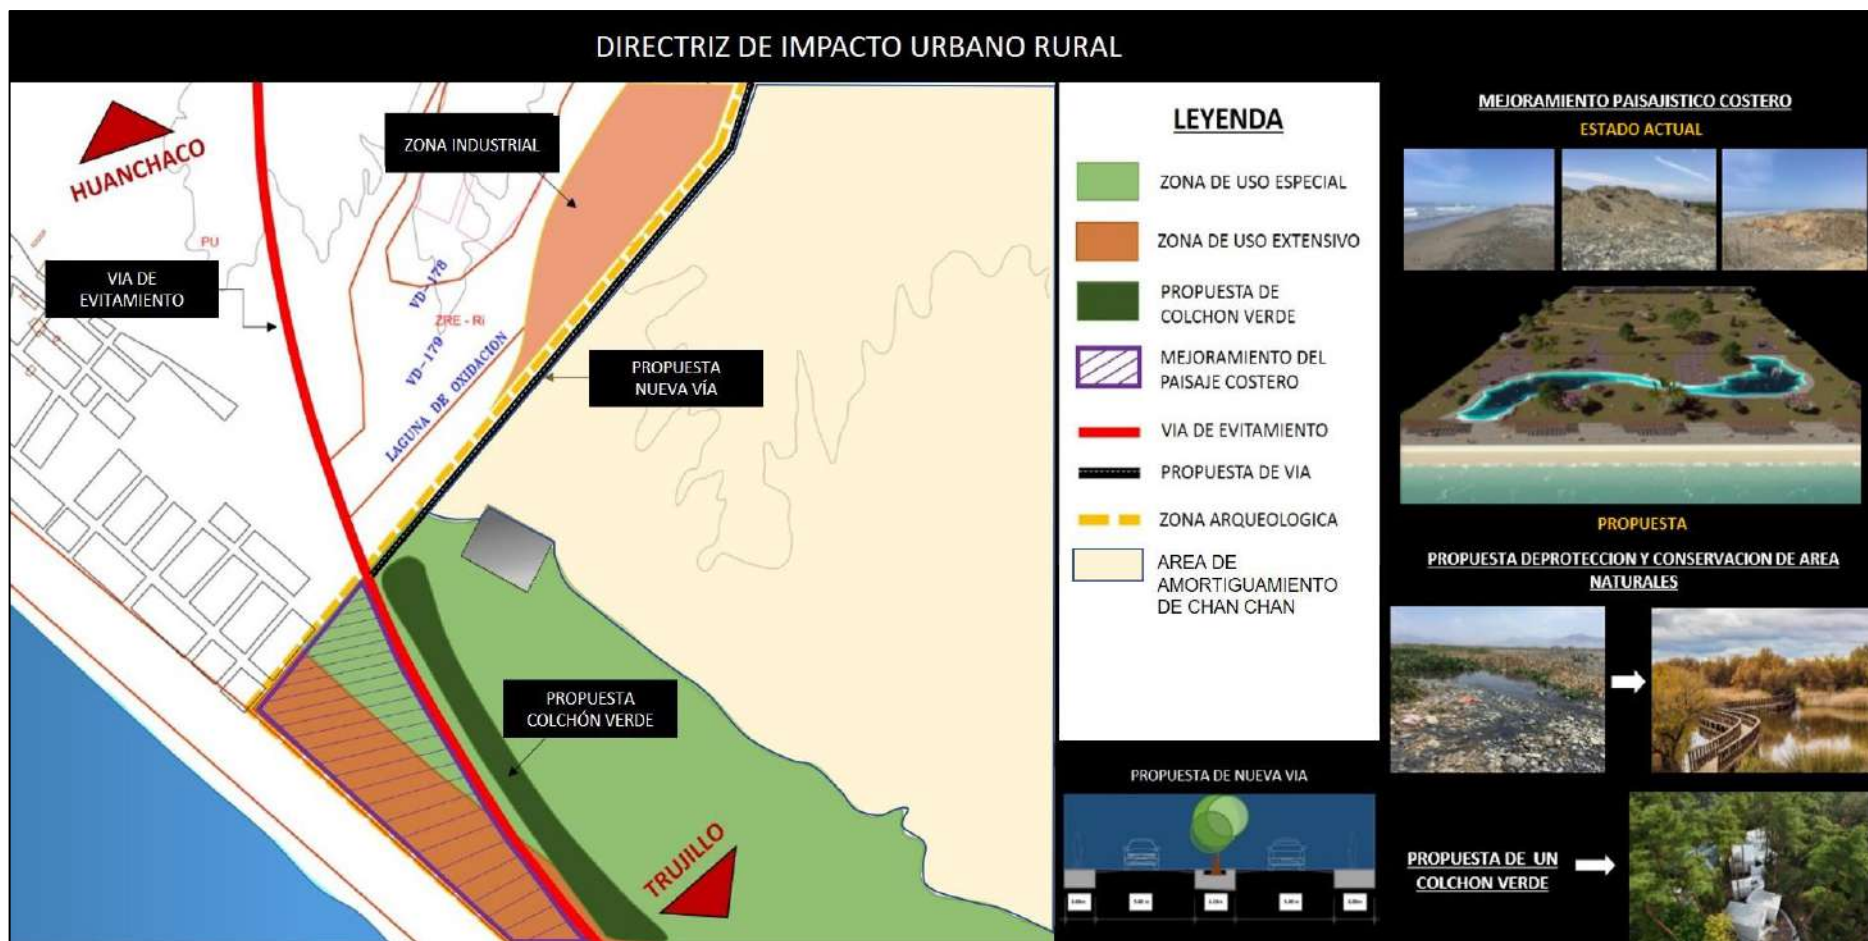 DIRECTRIZ DE IMPACTO URBANO RURAL
HUANCHACO
ZONA INDUSTRIAL
PU
VIA DE
EVITAMIENTO
VD-178
ZRE - Ri
VD-179
LAGUNA DE OXIDACION
PROPUESTA
NUEVA VÍA
PROPUESTA
COLCHÓN VERDE
TRUJILLO
LEYENDA
ZONA DE USO ESPECIAL
ZONA DE USO EXTENSIVO
PROPUESTA DE
COLCHON VERDE
MEJORAMIENTO DEL
PAISAJE COSTERO
VIA DE EVITAMIENTO
PROPUESTA DE VIA
ZONA ARQUEOLOGICA
AREA DE
AMORTIGUAMIENTO
DE CHAN CHAN
PROPUESTA DE NUEVA VIA
MEJORAMIENTO PAISAJISTICO COSTERO
ESTADO ACTUAL
PROPUESTA
PROPUESTA DEPROTECCION Y CONSERVACION DE AREA
NATURALES
PROPUESTA DE UN
COLCHON VERDE